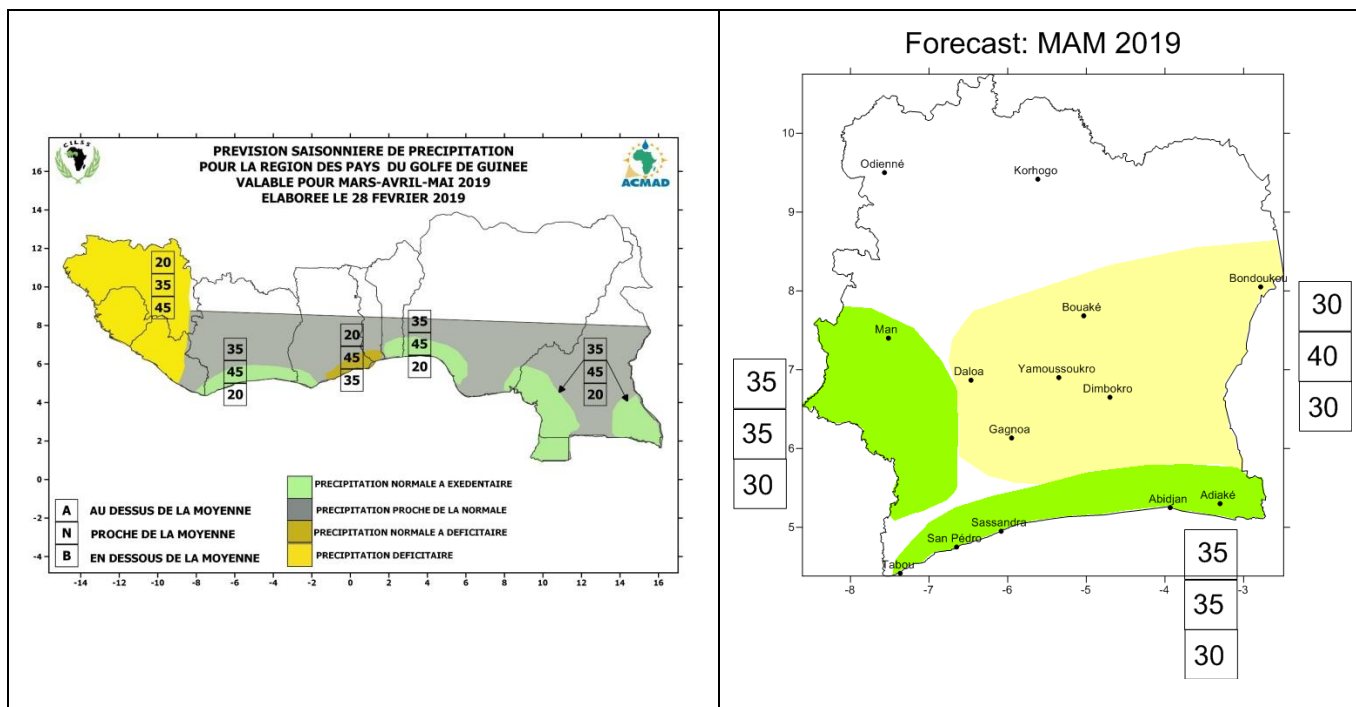 CILSS
PREVISION SAISONNIERE DE PRECIPITATION
POUR LA REGION DES PAYS DU GOLFE DE GUINEE
VALABLE POUR MARS-AVRIL-MAI 2019
ELABOREE LE 28 FEVRIER 2019
ACMAD
16
14
12
10
8
6
4
2
0
-2
-4
20
35
45
35
45
20
20
45
35
35
45
20
35
45
20
A AU DESSUS DE LA MOYENNE
N PROCHE DE LA MOYENNE
B EN DESSOUS DE LA MOYENNE
PRECIPITATION NORMALE A EXEDENTAIRE
PRECIPITATION PROCHE DE LA NORMALE
PRECIPITATION NORMALE A DEFICITAIRE
PRECIPITATION DEFICITAIRE
-14 -12 -10 -8 -6 -4 -2 0 2 4 6 8 10 12 14 16
Forecast: MAM 2019
10
9
8
7
6
5
Odienné
Korhogo
Bondoukou
Bouaké
Man
Daloa
Yamoussoukro
Dimbokro
Gagnoa
Abidjan
Adiaké
Sassandra
San Pédro
Tabou
35
35
30
30
40
30
35
35
30
-8 -7 -6 -5 -4 -3